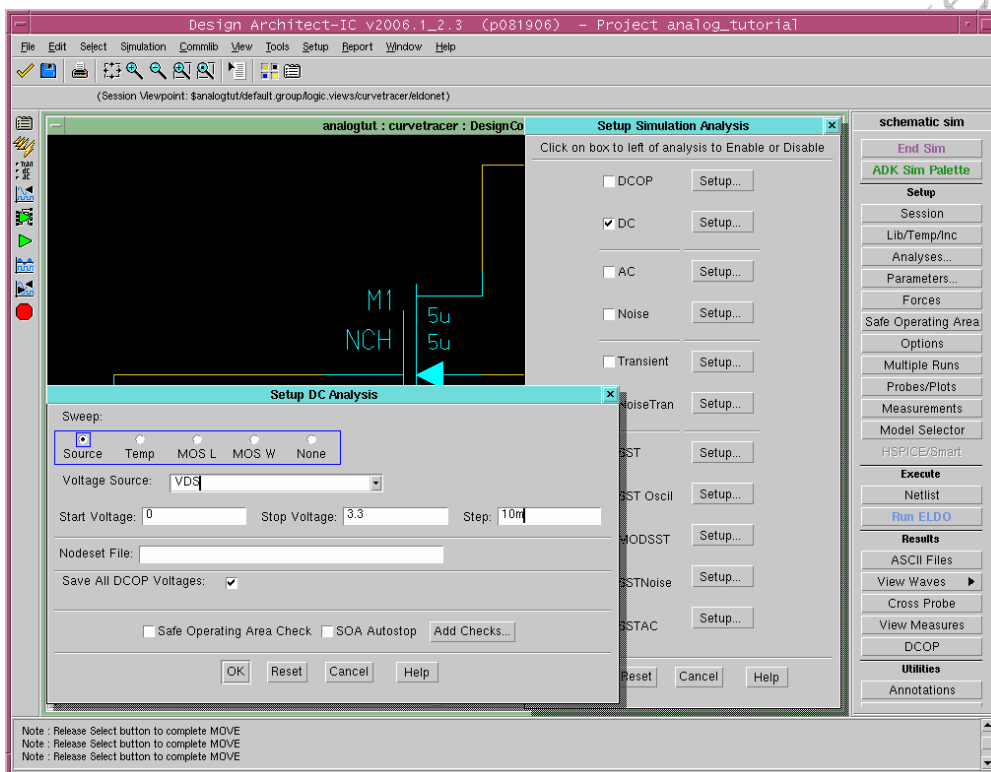 Design Architect-IC v2006.1_2.3 (p081906) - Project analog_tutorial
File Edit Select Simulation Commlib View Tools Setup Report Window Help
(Session Viewpoint: $analogtut/default.group/logic.views/curvetracer/eldonet)
analogtut : curvetracer : DesignCo
M1
NCH
5u
5u
Setup Simulation Analysis
Click on box to left of analysis to Enable or Disable
DCOP Setup...
DC Setup...
AC Setup...
Noise Setup...
Transient Setup...
NoiseTran Setup...
SST Setup...
SST Oscil Setup...
MODSST Setup...
SSTNoise Setup...
SSTAC Setup...
Reset Cancel Help
Setup DC Analysis
Sweep:
Source Temp MOS L MOS W None
Voltage Source: VDS
Start Voltage: 0 Stop Voltage: 3.3 Step: 10m
Nodeset File:
Save All DCOP Voltages:
Safe Operating Area Check SOA Autostop Add Checks...
OK Reset Cancel Help
schematic sim
End Sim
ADK Sim Palette
Setup
Session
Lib/Temp/Inc
Analyses...
Parameters...
Forces
Safe Operating Area
Options
Multiple Runs
Probes/Plots
Measurements
Model Selector
HSPICE/Smart
Execute
Netlist
Run ELDO
Results
ASCII Files
View Waves
Cross Probe
View Measures
DCOP
Utilities
Annotations
Note : Release Select button to complete MOVE
Note : Release Select button to complete MOVE
Note : Release Select button to complete MOVE